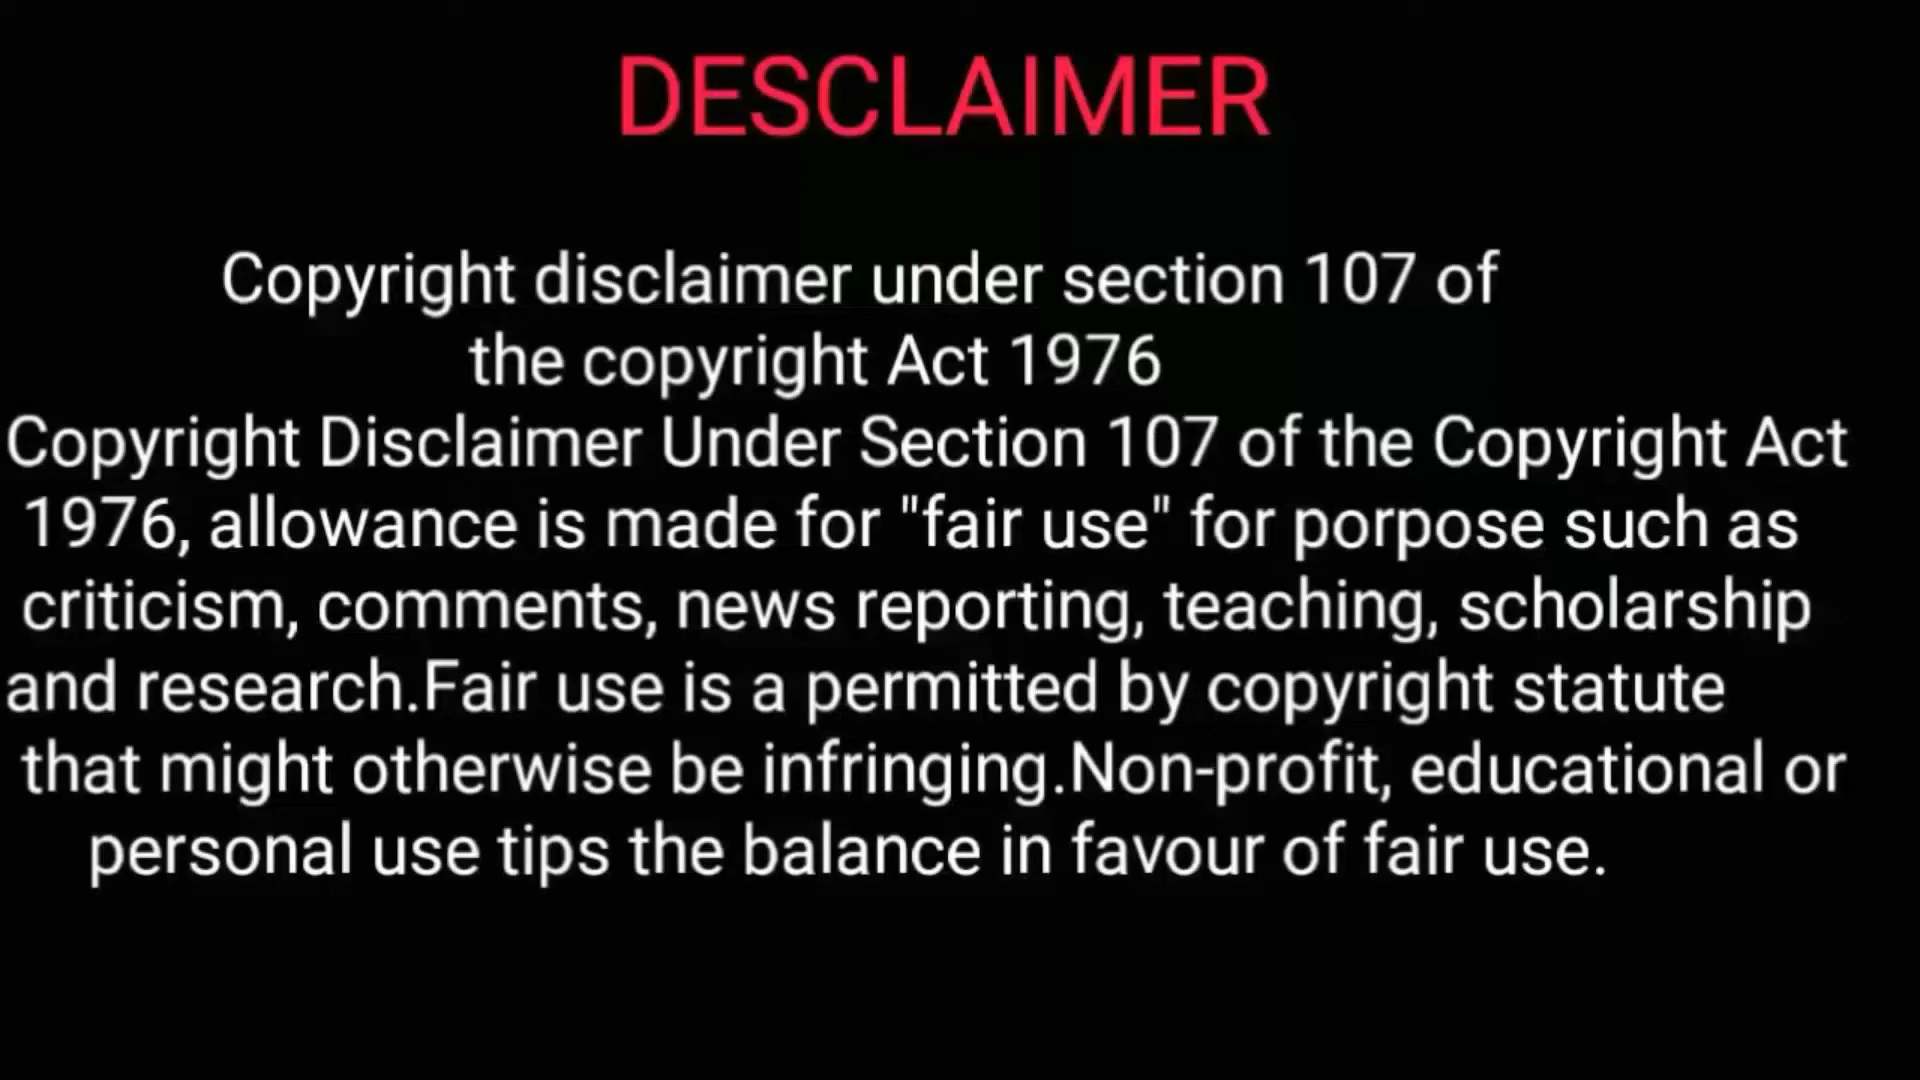 DESCLAIMER
Copyright disclaimer under section 107 of
the copyright Act 1976
Copyright Disclaimer Under Section 107 of the Copyright Act
1976, allowance is made for "fair use" for porpose such as
criticism, comments, news reporting, teaching, scholarship
and research.Fair use is a permitted by copyright statute
that might otherwise be infringing.Non-profit, educational or
personal use tips the balance in favour of fair use.